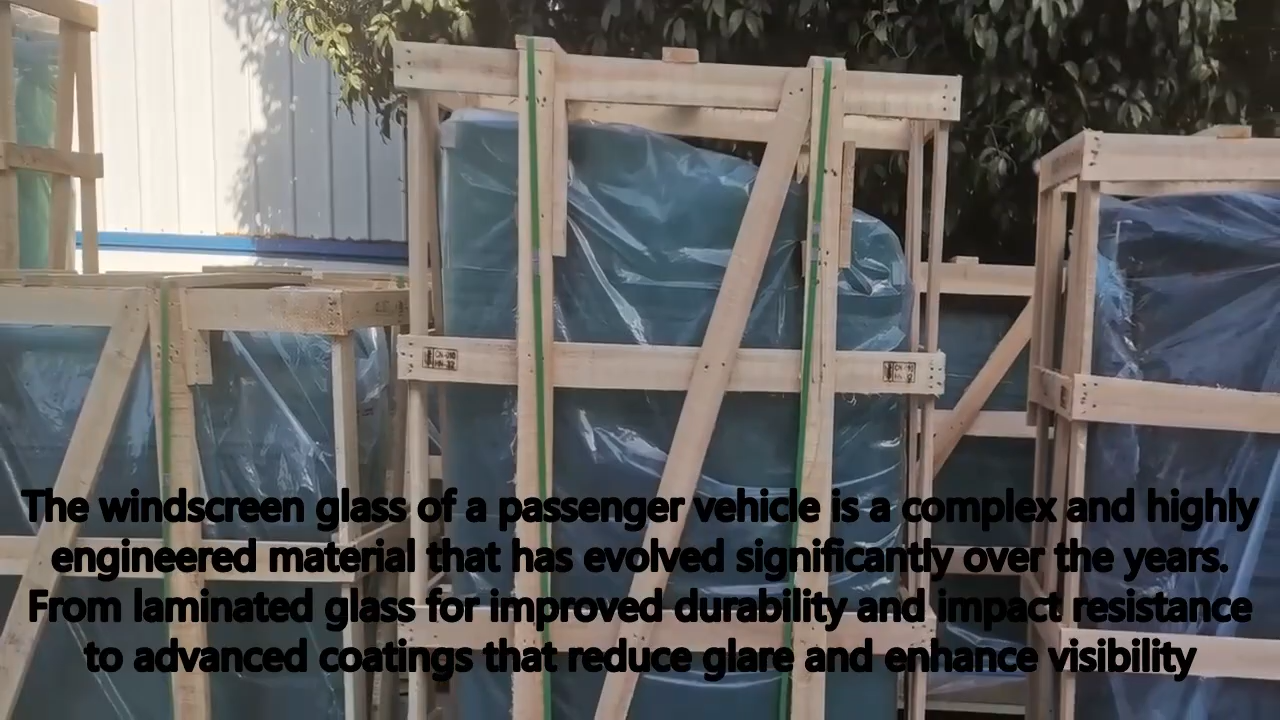 The windscreen glass of a passenger vehicle is a complex and highly
engineered material that has evolved significantly over the years.
From laminated glass for improved durability and impact resistance
to advanced coatings that reduce glare and enhance visibility